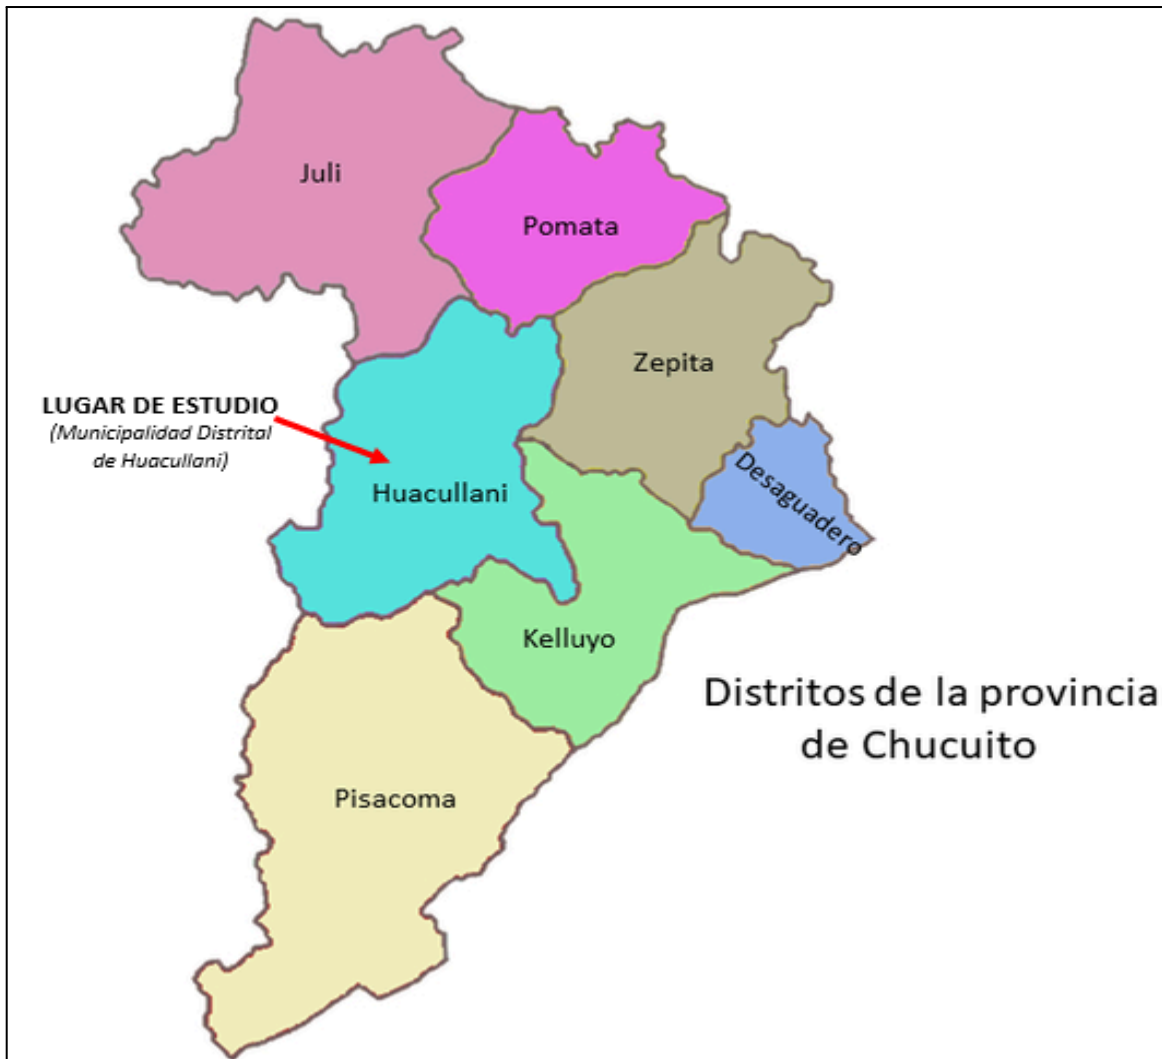 Juli
Pomata
Zepita
LUGAR DE ESTUDIO
(Municipalidad Distrital
de Huacullani)
Huacullani
Desaguadero
Kelluyo
Distritos de la provincia
de Chucuito
Pisacoma